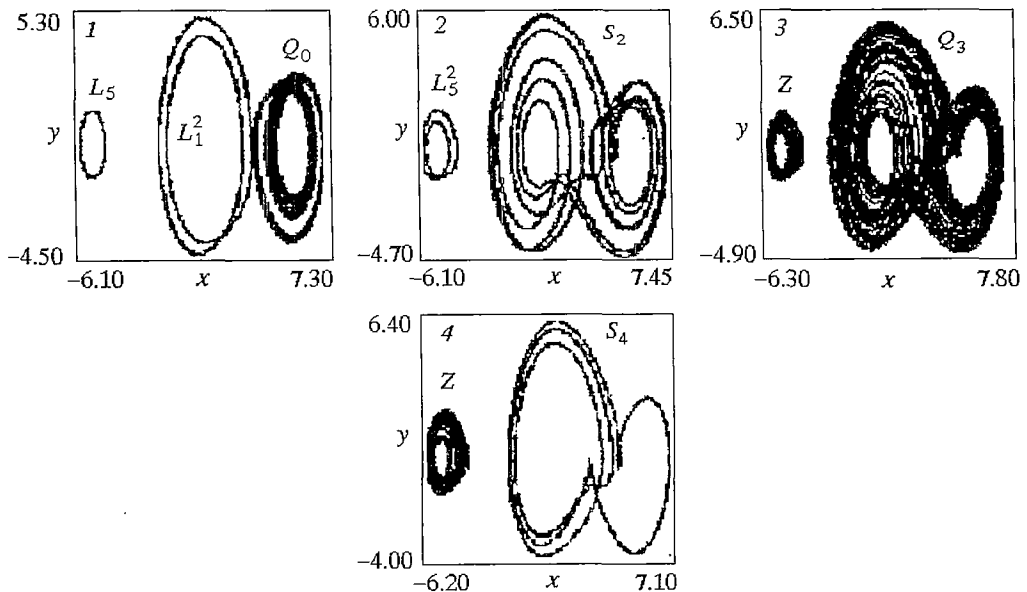 5.30 1 Q₀
L₅
y L₁²
−4.50
−6.10 x 7.30
6.00 2 S₂
L₅²
y
−4.70
−6.10 x 7.45
6.50 3 Q₃
Z
y
−4.90
−6.30 x 7.80
6.40 4 S₄
Z
y
−4.00
−6.20 x 7.10